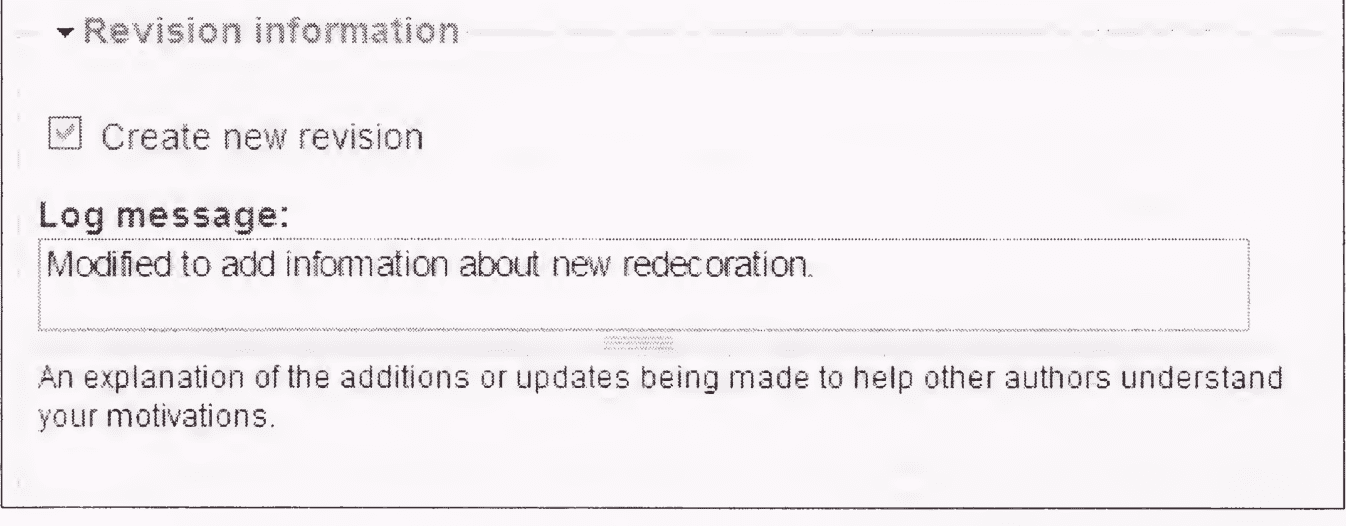 Revision information
Create new revision
Log message:
Modified to add information about new redecoration.
An explanation of the additions or updates being made to help other authors understand
your motivations.